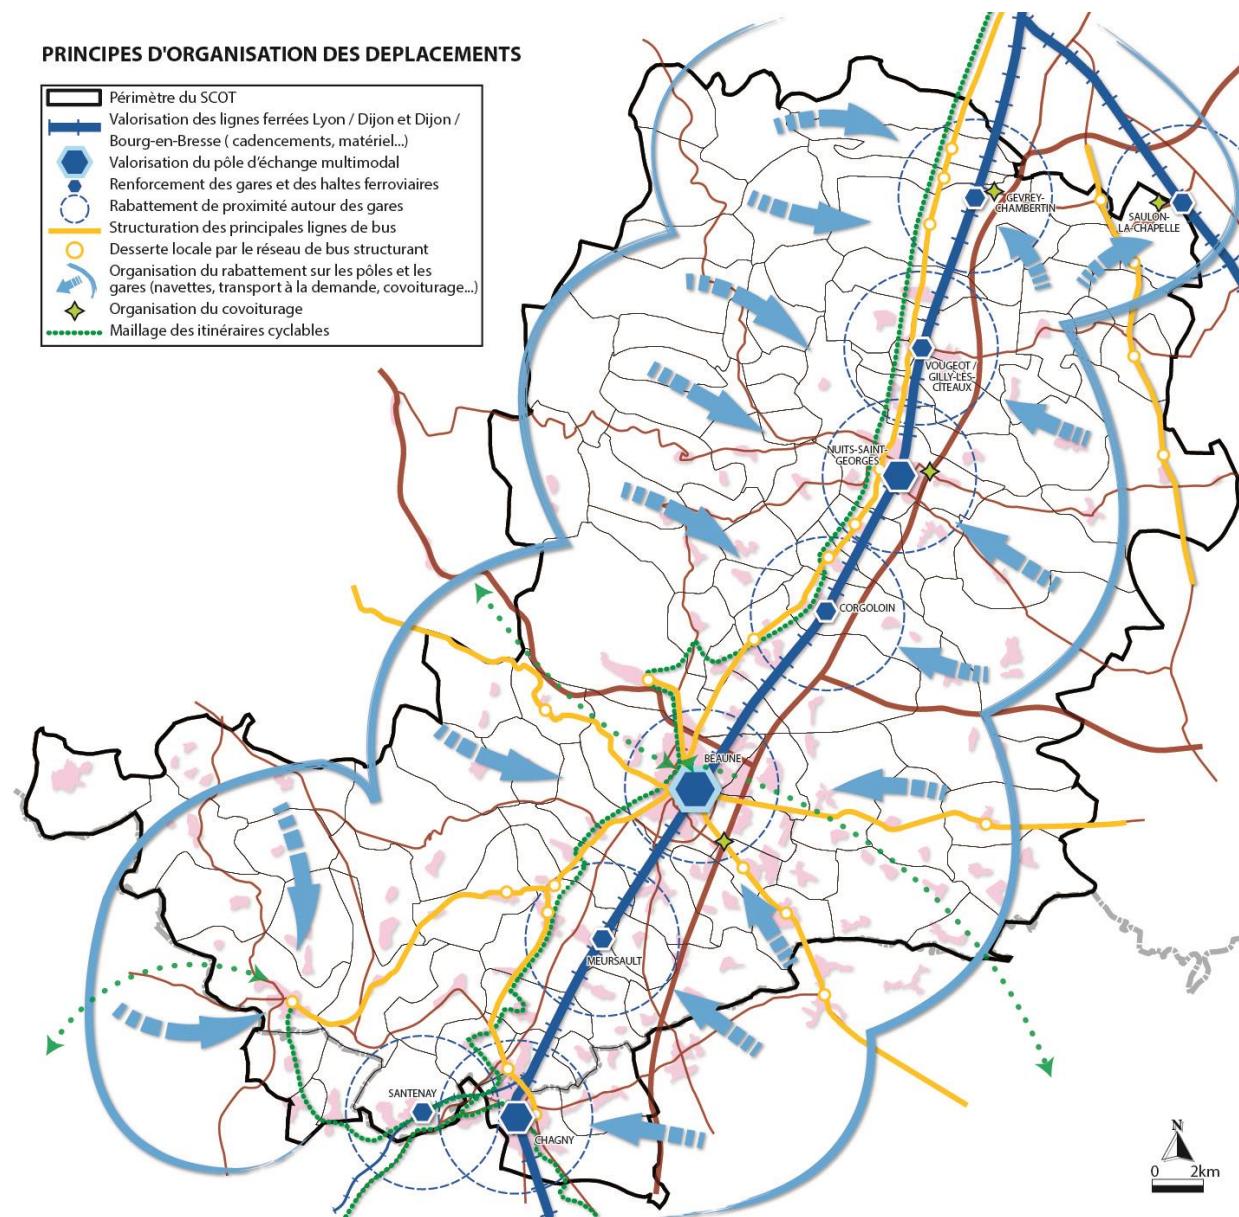 PRINCIPES D'ORGANISATION DES DEPLACEMENTS
Périmètre du SCOT
Valorisation des lignes ferrées Lyon / Dijon et Dijon /
Bourg-en-Bresse ( cadencements, matériel...)
Valorisation du pôle d'échange multimodal
Renforcement des gares et des haltes ferroviaires
Rabattement de proximité autour des gares
Structuration des principales lignes de bus
Desserte locale par le réseau de bus structurant
Organisation du rabattement sur les pôles et les
gares (navettes, transport à la demande, covoiturage...)
Organisation du covoiturage
Maillage des itinéraires cyclables
GEVREY-
CHAMBERTIN
SAULON-
LA-CHAPELLE
VOUGEOT /
GILLY-LES-
CITEAUX
NUITS-SAINT-
GEORGES
CORGOLOIN
BEAUNE
MEURSAULT
SANTENAY
CHAGNY
N
0 2km